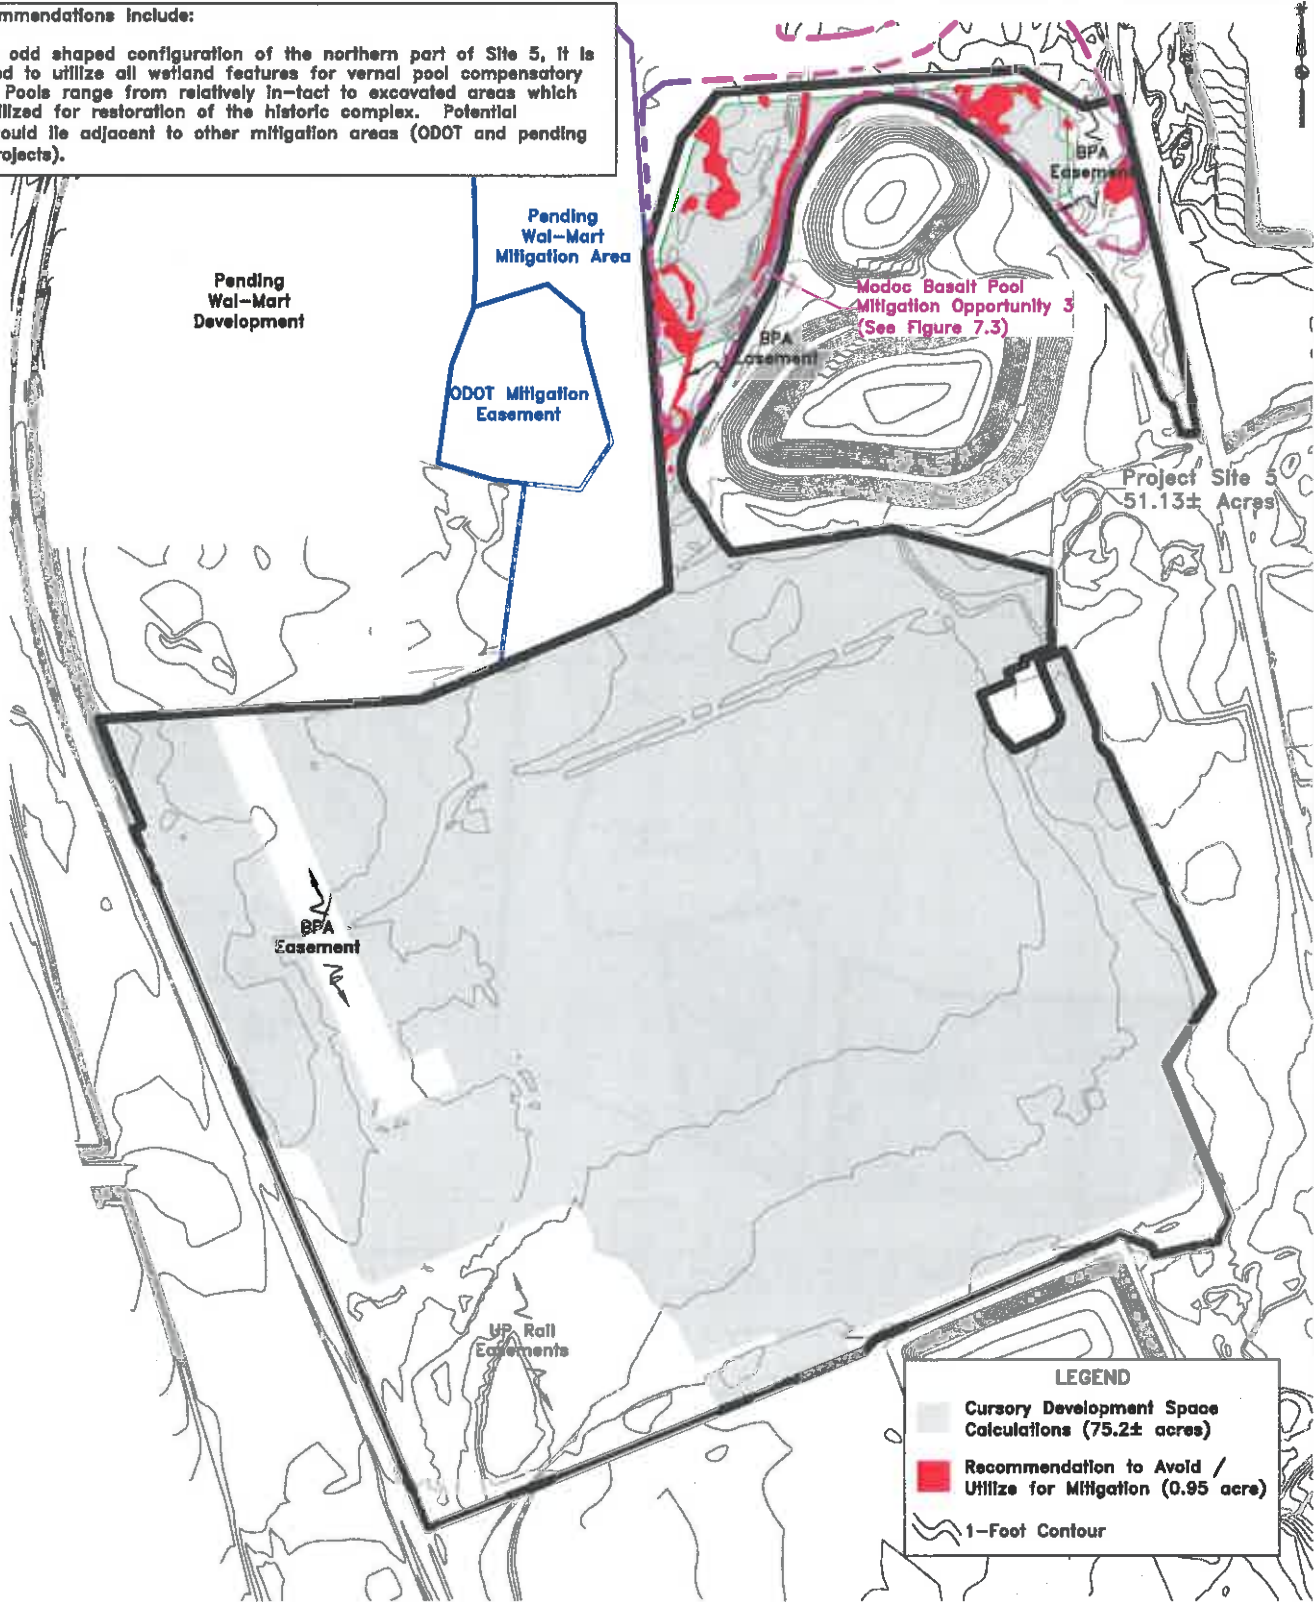 mmendations include:
odd shaped configuration of the northern part of Site 5, it is
d to utilize all wetland features for vernal pool compensatory
Pools range from relatively in-tact to excavated areas which
ilized for restoration of the historic complex. Potential
ould lie adjacent to other mitigation areas (ODOT and pending
rojects).
Pending
Wal-Mart
Mitigation Area
Pending
Wal-Mart
Development
ODOT Mitigation
Easement
BPA
Easement
Modoc Basalt Pool
Mitigation Opportunity 3
(See Figure 7.3)
BPA
Easement
Project Site 5
51.13± Acres
BPA
Easement
UP Rail
Easements
LEGEND
Cursory Development Space
Calculations (75.2± acres)
Recommendation to Avoid /
Utilize for Mitigation (0.95 acre)
1-Foot Contour